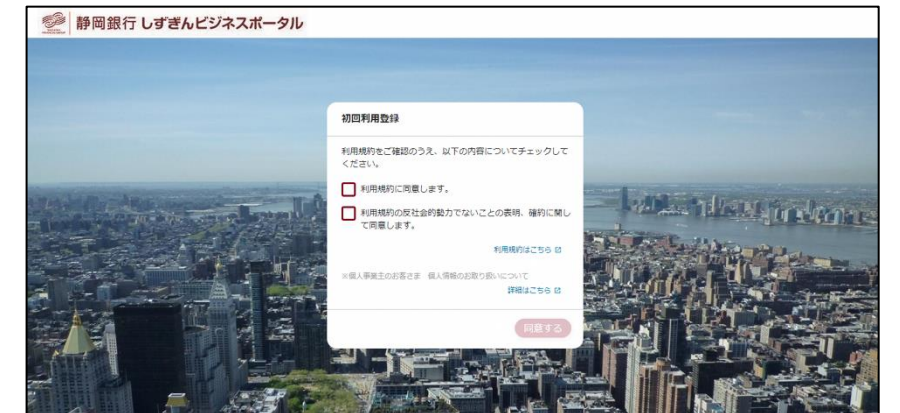 静岡銀行 しずぎんビジネスポータル
初回利用登録
利用規約をご確認のうえ、以下の内容についてチェックして
ください。
利用規約に同意します。
利用規約の反社会的勢力でないことの表明、確約に関し
て同意します。
利用規約はこちら
※個人事業主のお客さま 個人情報のお取り扱いについて
詳細はこちら
同意する